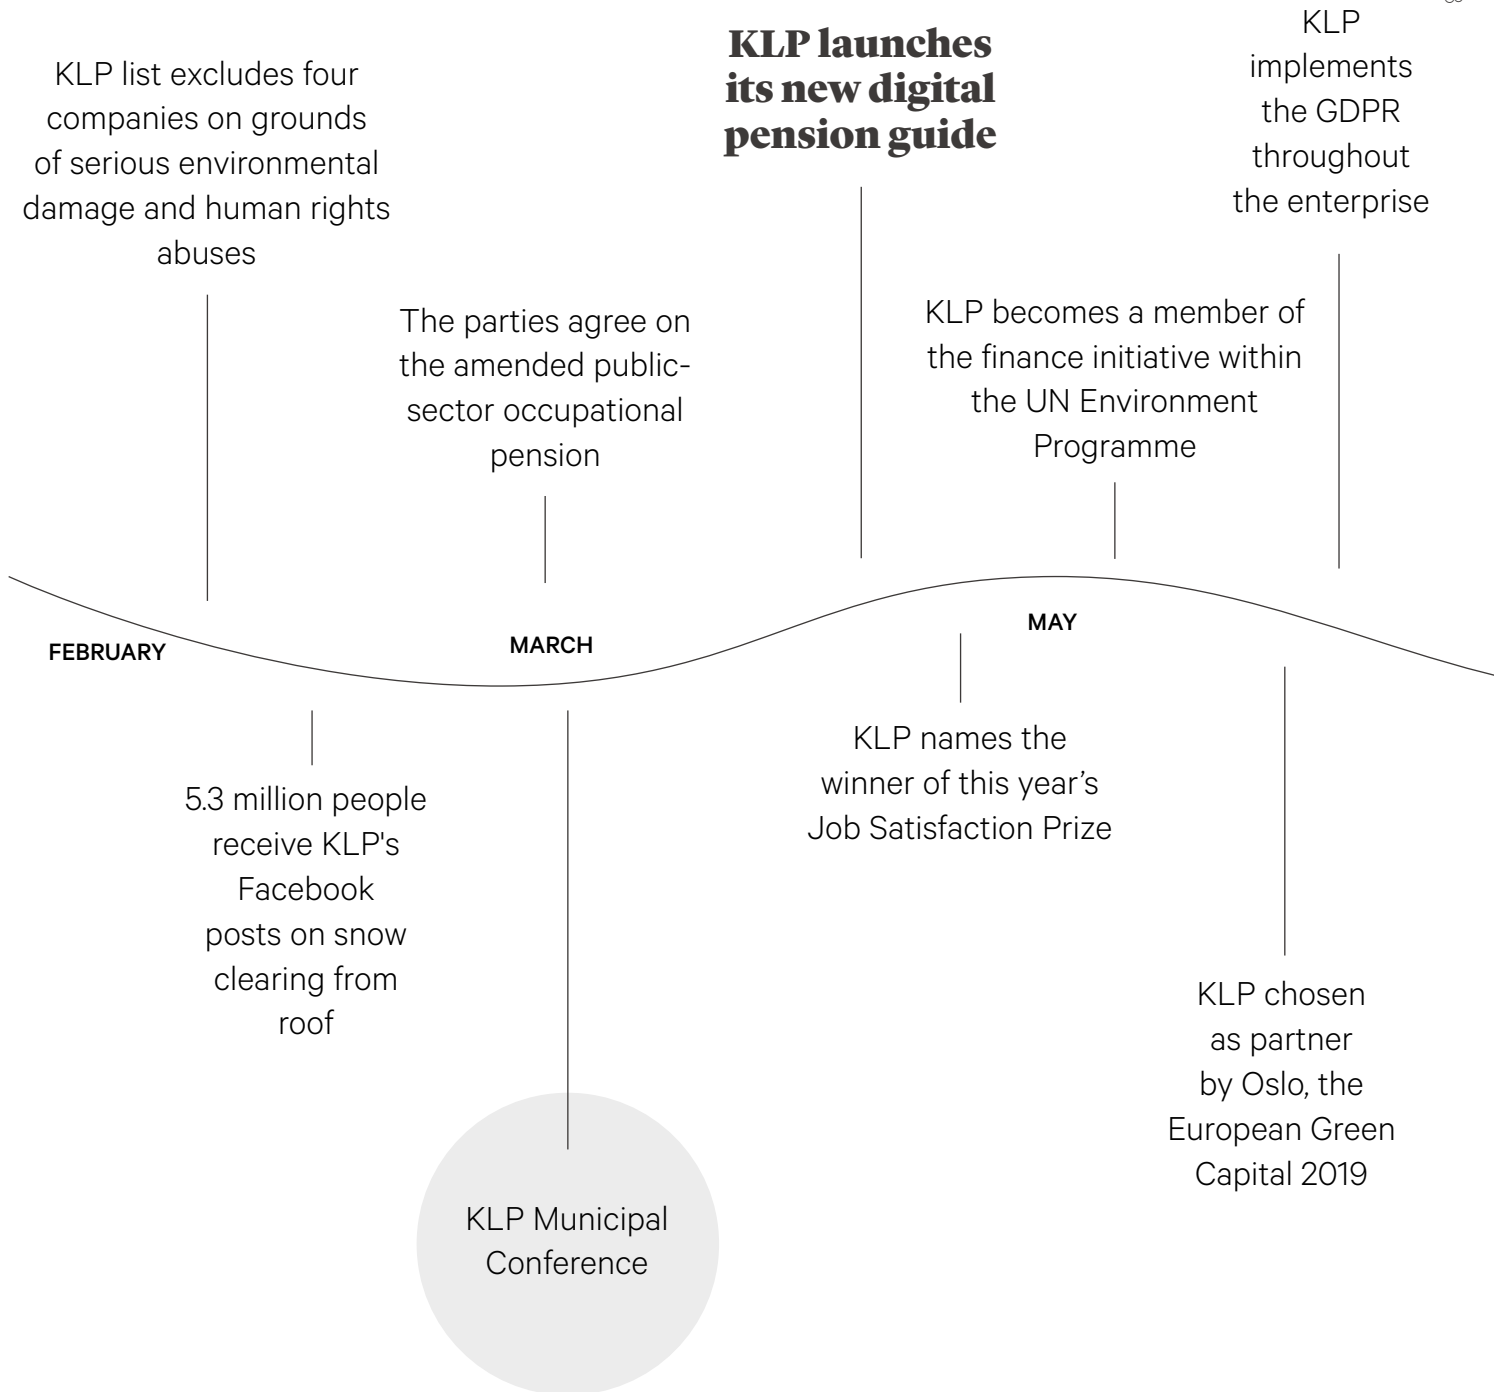 KLP list excludes four
companies on grounds
of serious environmental
damage and human rights
abuses
The parties agree on
the amended public-
sector occupational
pension
KLP launches
its new digital
pension guide
KLP becomes a member of
the finance initiative within
the UN Environment
Programme
KLP
implements
the GDPR
throughout
the enterprise
FEBRUARY
MARCH
MAY
5.3 million people
receive KLP's
Facebook
posts on snow
clearing from
roof
KLP Municipal
Conference
KLP names the
winner of this year’s
Job Satisfaction Prize
KLP chosen
as partner
by Oslo, the
European Green
Capital 2019